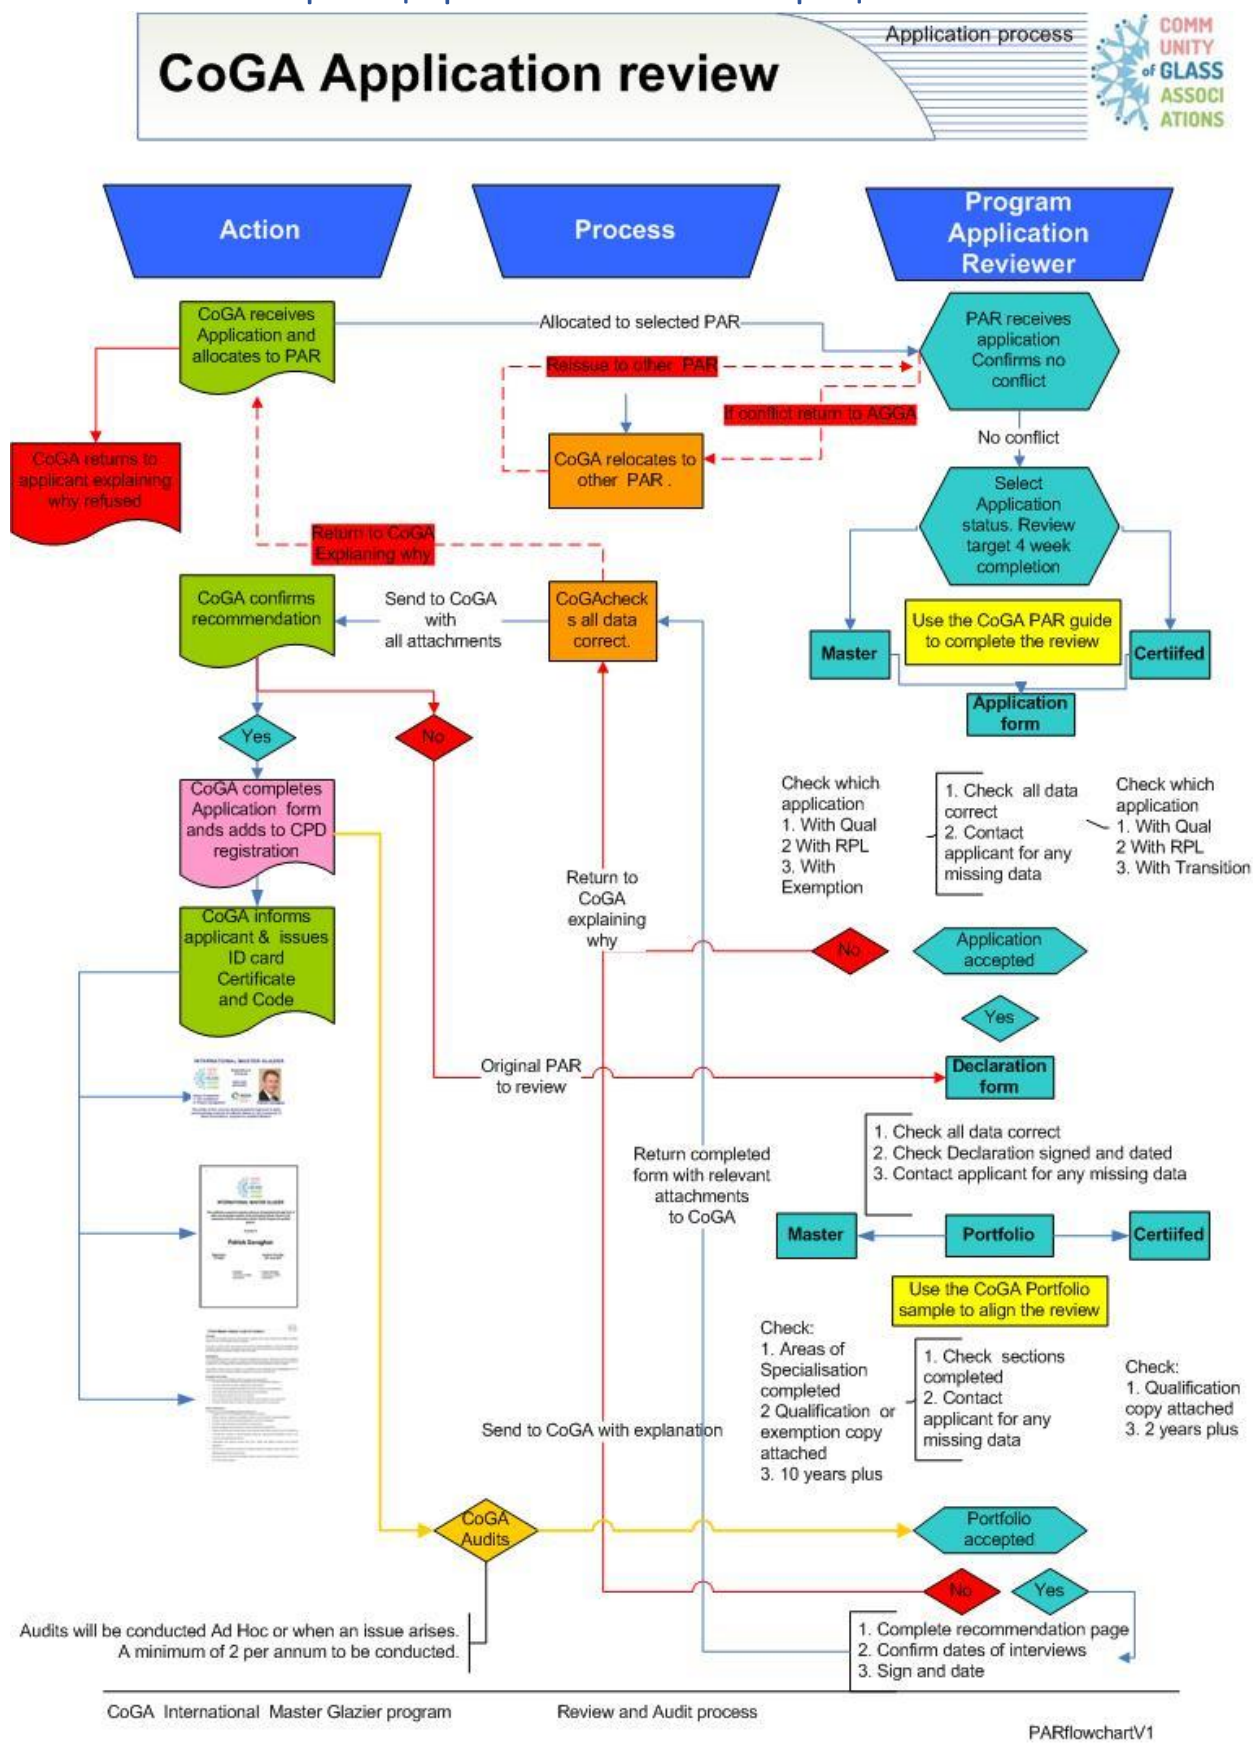 Application process
CoGA Application review
COMM
UNITY
of GLASS
ASSOCI
ATIONS
Action
Process
Program
Application
Reviewer
CoGA receives
Application and
allocates to PAR
Allocated to selected PAR
PAR receives
application
Confirms no
conflict
Reissue to other PAR
If conflict return to AGGA
No conflict
CoGA returns to
applicant explaining
why refused
CoGA relocates to
other PAR .
Select
Application
status. Review
target 4 week
completion
Return to CoGA
Explianing why
CoGA confirms
recommendation
Send to CoGA
with
all attachments
CoGAcheck
s all data
correct.
Use the CoGA PAR guide
to complete the review
Master
Certiifed
Application
form
Yes
No
CoGA completes
Application form
ands adds to CPD
registration
Check which
application
1. With Qual
2 With RPL
3. With
Exemption
1. Check all data
correct
2. Contact
applicant for any
missing data
Check which
application
1. With Qual
2 With RPL
3. With Transition
Return to
CoGA
explaining
why
CoGA informs
applicant & issues
ID card
Certificate
and Code
No
Application
accepted
Yes
INTERNATIONAL MASTER GLAZIER
Original PAR
to review
Declaration
form
1. Check all data correct
2. Check Declaration signed and dated
3. Contact applicant for any missing data
Return completed
form with relevant
attachments
to CoGA
INTERNATIONAL MASTER GLAZIER
Master
Portfolio
Certiifed
Use the CoGA Portfolio
sample to align the review
Check:
1. Areas of
Specialisation
completed
2 Qualification or
exemption copy
attached
3. 10 years plus
1. Check sections
completed
2. Contact
applicant for any
missing data
Check:
1. Qualification
copy attached
3. 2 years plus
Send to CoGA with explanation
CoGA
Audits
Portfolio
accepted
No
Yes
Audits will be conducted Ad Hoc or when an issue arises.
A minimum of 2 per annum to be conducted.
1. Complete recommendation page
2. Confirm dates of interviews
3. Sign and date
CoGA International Master Glazier program
Review and Audit process
PARflowchartV1